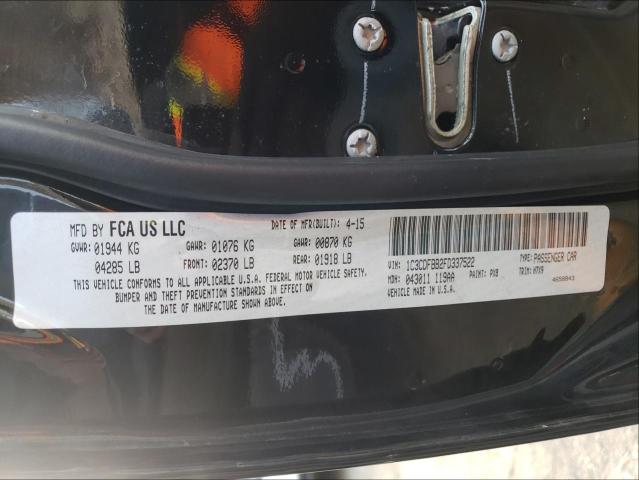 MFD BY FCA US LLC DATE OF MFR(BUILT): 4-15
GVWR: 01944 KG GAWR: 01076 KG GAWR: 00870 KG
04285 LB FRONT: 02370 LB REAR: 01918 LB
THIS VEHICLE CONFORMS TO ALL APPLICABLE U.S.A. FEDERAL MOTOR VEHICLE SAFETY,
BUMPER AND THEFT PREVENTION STANDARDS IN EFFECT ON
THE DATE OF MANUFACTURE SHOWN ABOVE.
VIN: 1C3CDFBB2FD337522 TYPE: PASSENGER CAR
MDH: 043011 119AA PAINT: PX8 TRIM: H7X9
MADE IN U.S.A. 4658843